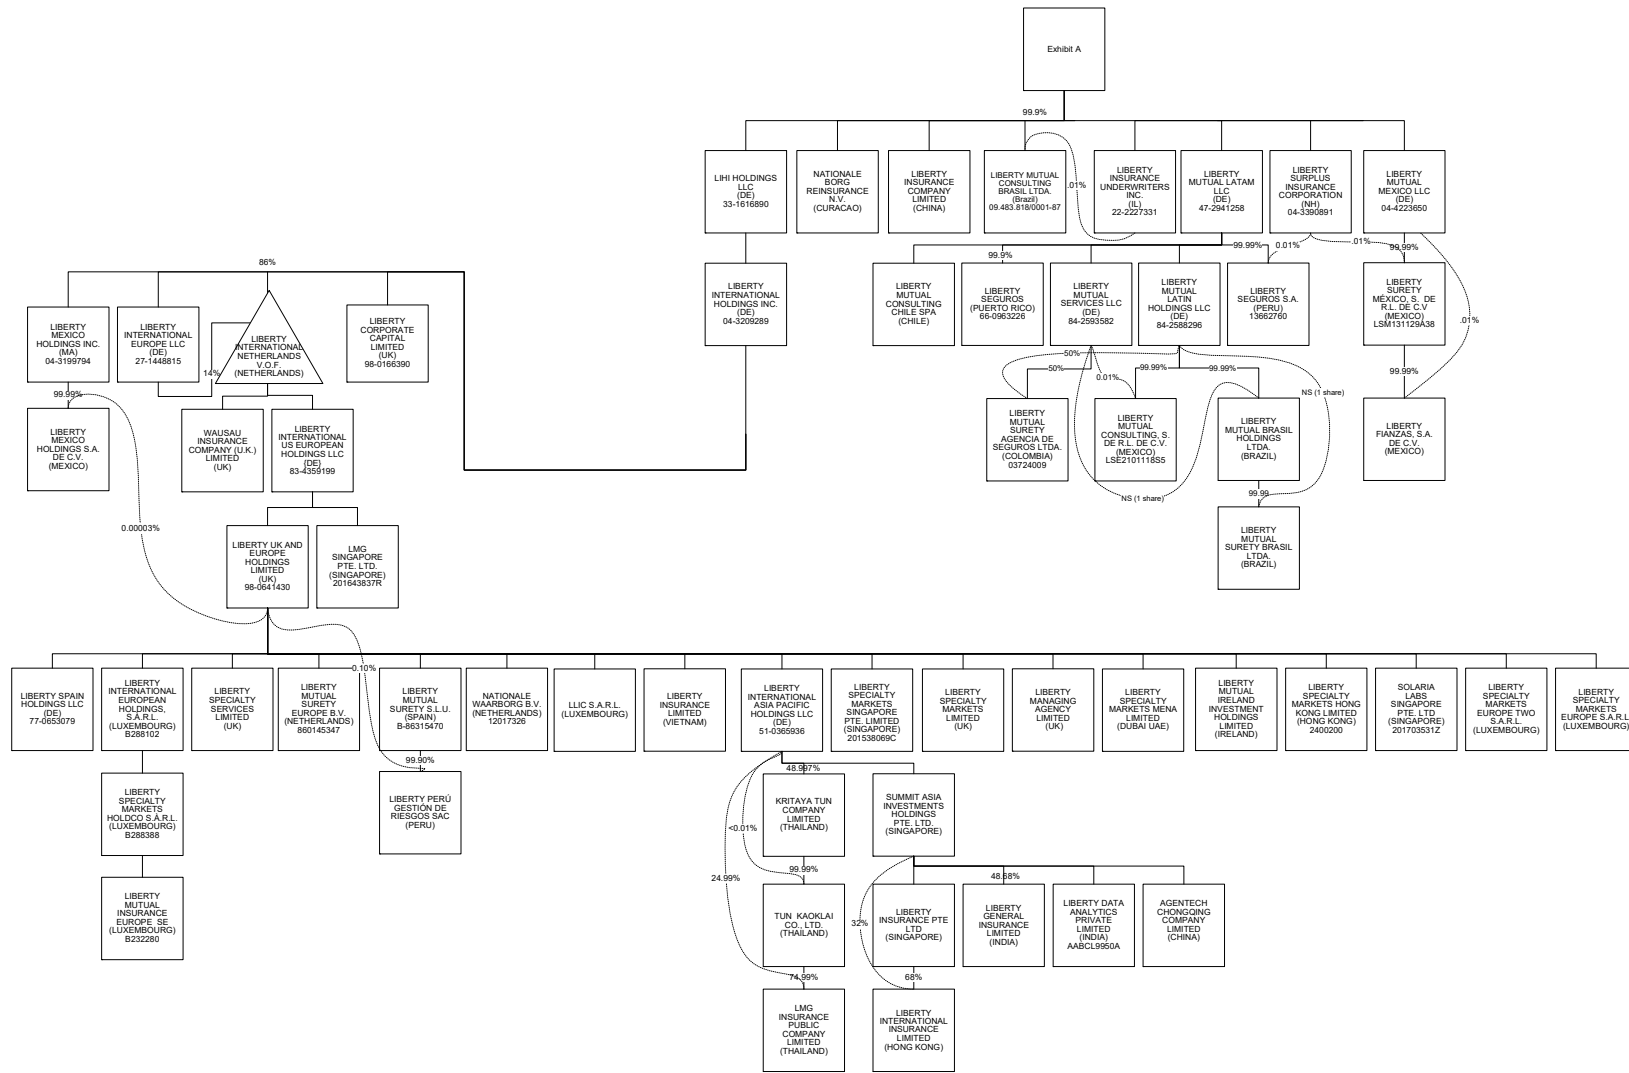 Exhibit A
99.9%
LIHI HOLDINGS
LLC
(DE)
33-1616890
NATIONALE
BORG
REINSURANCE
N.V.
(CURACAO)
LIBERTY
INSURANCE
COMPANY
LIMITED
(CHINA)
LIBERTY MUTUAL
CONSULTING
BRASIL LTDA.
(Brazil)
09.483.818/0001-87
.01%
LIBERTY
INSURANCE
UNDERWRITERS
INC.
(IL)
22-2227331
LIBERTY
MUTUAL LATAM
LLC
(DE)
47-2941258
LIBERTY
SURPLUS
INSURANCE
CORPORATION
(NH)
04-3390891
LIBERTY
MUTUAL
MEXICO LLC
(DE)
04-4223650
99.9%
99.99%
0.01%
.01%
99.99%
LIBERTY
INTERNATIONAL
HOLDINGS INC.
(DE)
04-3209289
LIBERTY
MUTUAL
CONSULTING
CHILE SPA
(CHILE)
LIBERTY
SEGUROS
(PUERTO RICO)
66-0963226
LIBERTY
MUTUAL
SERVICES LLC
(DE)
84-2593582
LIBERTY
MUTUAL
LATIN
HOLDINGS LLC
(DE)
84-2588296
LIBERTY
SEGUROS S.A.
(PERU)
13662760
LIBERTY
SURETY
MÉXICO, S. DE
R.L. DE C.V
(MEXICO)
LSM131129A38
.01%
86%
LIBERTY
MEXICO
HOLDINGS INC.
(MA)
04-3199794
LIBERTY
INTERNATIONAL
EUROPE LLC
(DE)
27-1448815
14%
LIBERTY
INTERNATIONAL
NETHERLANDS
V.O.F.
(NETHERLANDS)
LIBERTY
CORPORATE
CAPITAL
LIMITED
(UK)
98-0166390
50%
50%
0.01%
99.99%
99.99%
NS (1 share)
99.99%
99.99%
LIBERTY
MEXICO
HOLDINGS S.A.
DE C.V.
(MEXICO)
WAUSAU
INSURANCE
COMPANY (U.K.)
LIMITED
(UK)
LIBERTY
INTERNATIONAL
US EUROPEAN
HOLDINGS LLC
(DE)
83-4359199
LIBERTY
MUTUAL
SURETY
AGENCIA DE
SEGUROS LTDA.
(COLOMBIA)
03724009
LIBERTY
MUTUAL
CONSULTING, S.
DE R.L. DE C.V.
(MEXICO)
LSE2101118S5
LIBERTY
MUTUAL BRASIL
HOLDINGS
LTDA.
(BRAZIL)
LIBERTY
FIANZAS, S.A.
DE C.V.
(MEXICO)
NS (1 share)
99.99
0.00003%
LIBERTY UK AND
EUROPE
HOLDINGS
LIMITED
(UK)
98-0641430
LMG
SINGAPORE
PTE. LTD.
(SINGAPORE)
201643837R
LIBERTY
MUTUAL
SURETY BRASIL
LTDA.
(BRAZIL)
0.10%
LIBERTY SPAIN
HOLDINGS LLC
(DE)
77-0653079
LIBERTY
INTERNATIONAL
EUROPEAN
HOLDINGS,
S.À.R.L.
(LUXEMBOURG)
B288102
LIBERTY
SPECIALTY
SERVICES
LIMITED
(UK)
LIBERTY
MUTUAL
SURETY
EUROPE B.V.
(NETHERLANDS)
860145347
LIBERTY
MUTUAL
SURETY S.L.U.
(SPAIN)
B-86315470
NATIONALE
WAARBORG B.V.
(NETHERLANDS)
12017326
LLIC S.A.R.L.
(LUXEMBOURG)
LIBERTY
INSURANCE
LIMITED
(VIETNAM)
LIBERTY
INTERNATIONAL
ASIA PACIFIC
HOLDINGS LLC
(DE)
51-0365936
LIBERTY
SPECIALTY
MARKETS
SINGAPORE
PTE. LIMITED
(SINGAPORE)
201538069C
LIBERTY
SPECIALTY
MARKETS
LIMITED
(UK)
LIBERTY
MANAGING
AGENCY
LIMITED
(UK)
LIBERTY
SPECIALTY
MARKETS MENA
LIMITED
(DUBAI UAE)
LIBERTY
MUTUAL
IRELAND
INVESTMENT
HOLDINGS
LIMITED
(IRELAND)
LIBERTY
SPECIALTY
MARKETS HONG
KONG LIMITED
(HONG KONG)
2400200
SOLARIA
LABS
SINGAPORE
PTE. LTD
(SINGAPORE)
201703531Z
LIBERTY
SPECIALTY
MARKETS
EUROPE TWO
S.A.R.L.
(LUXEMBOURG)
LIBERTY
SPECIALTY
MARKETS
EUROPE S.A.R.L
(LUXEMBOURG)
99.90%
48.997%
LIBERTY
SPECIALTY
MARKETS
HOLDCO S.À.R.L.
(LUXEMBOURG)
B288388
LIBERTY PERÚ
GESTIÓN DE
RIESGOS SAC
(PERU)
KRITAYA TUN
COMPANY
LIMITED
(THAILAND)
SUMMIT ASIA
INVESTMENTS
HOLDINGS
PTE. LTD.
(SINGAPORE)
<0.01%
24.99%
99.99%
48.68%
LIBERTY
MUTUAL
INSURANCE
EUROPE SE
(LUXEMBOURG)
B232280
TUN KAOKLAI
CO., LTD.
(THAILAND)
32%
LIBERTY
INSURANCE PTE
LTD
(SINGAPORE)
LIBERTY
GENERAL
INSURANCE
LIMITED
(INDIA)
LIBERTY DATA
ANALYTICS
PRIVATE
LIMITED
(INDIA)
AABCL9950A
AGENTECH
CHONGQING
COMPANY
LIMITED
(CHINA)
74.99%
68%
LMG
INSURANCE
PUBLIC
COMPANY
LIMITED
(THAILAND)
LIBERTY
INTERNATIONAL
INSURANCE
LIMITED
(HONG KONG)